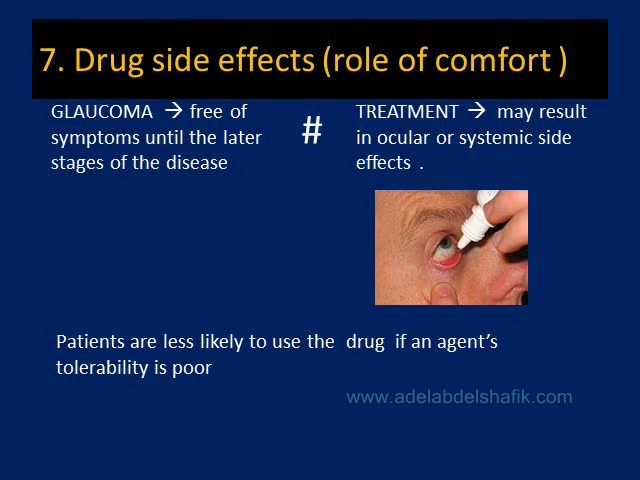 7. Drug side effects (role of comfort )
GLAUCOMA → free of
symptoms until the later
stages of the disease
#
TREATMENT → may result
in ocular or systemic side
effects .
Patients are less likely to use the  drug  if an agent’s
tolerability is poor
www.adelabdelshafik.com